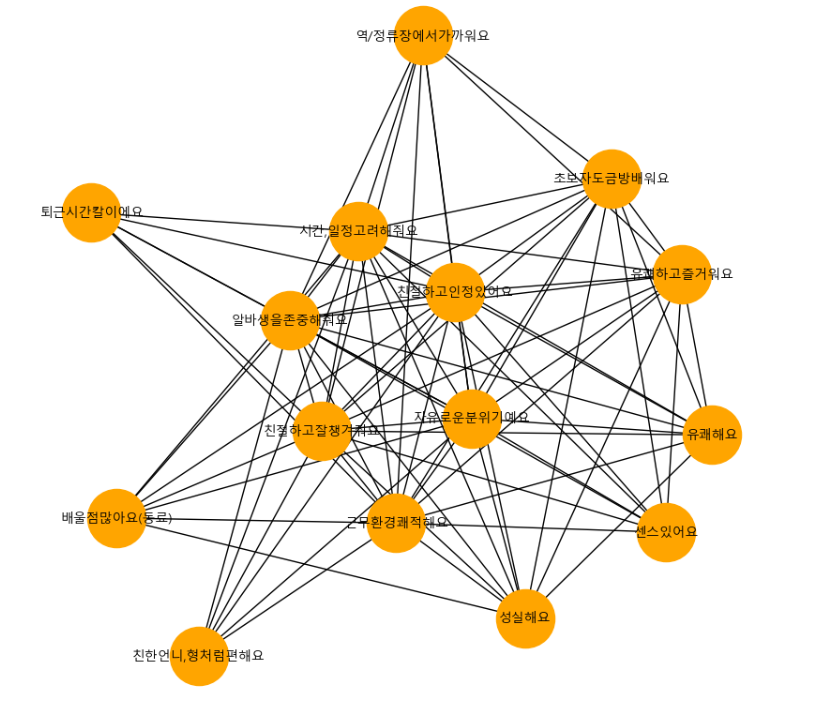 역/정류장에서가까워요
초보자도금방배워요
퇴근시간칼이에요
시간,일정고려해줘요
유쾌하고즐거워요
친절하고인정있어요
알바생을존중해줘요
자유로운분위기예요
친절하고잘챙겨줘요
유쾌해요
배울점많아요(동료)
근무환경쾌적해요
센스있어요
성실해요
친한언니,형처럼편해요